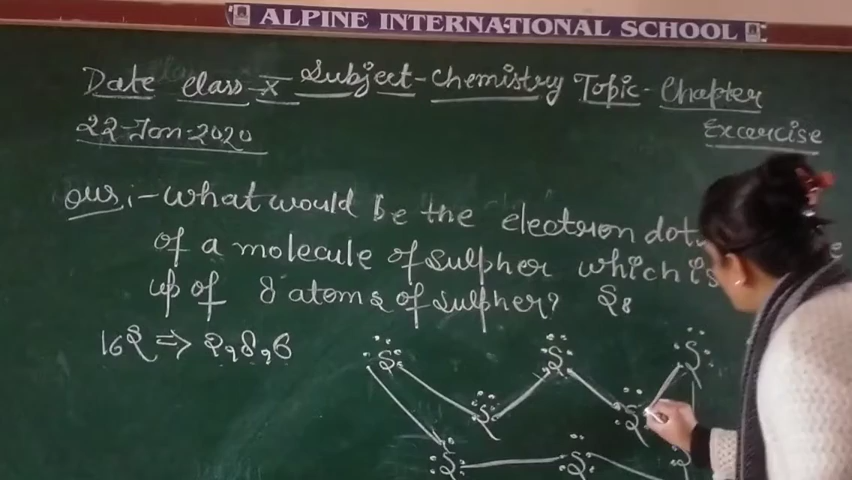 ALPINE INTERNATIONAL SCHOOL
Date Class-X Subject-Chemistry Topic-Chapter
22-Jan-2020 Excercise
Ques:- What would be the electron dot
of a molecule of sulpher which is
up of 8 atoms of sulpher? S8
16S ⇒ 2,8,6
S S S
S S
S S S